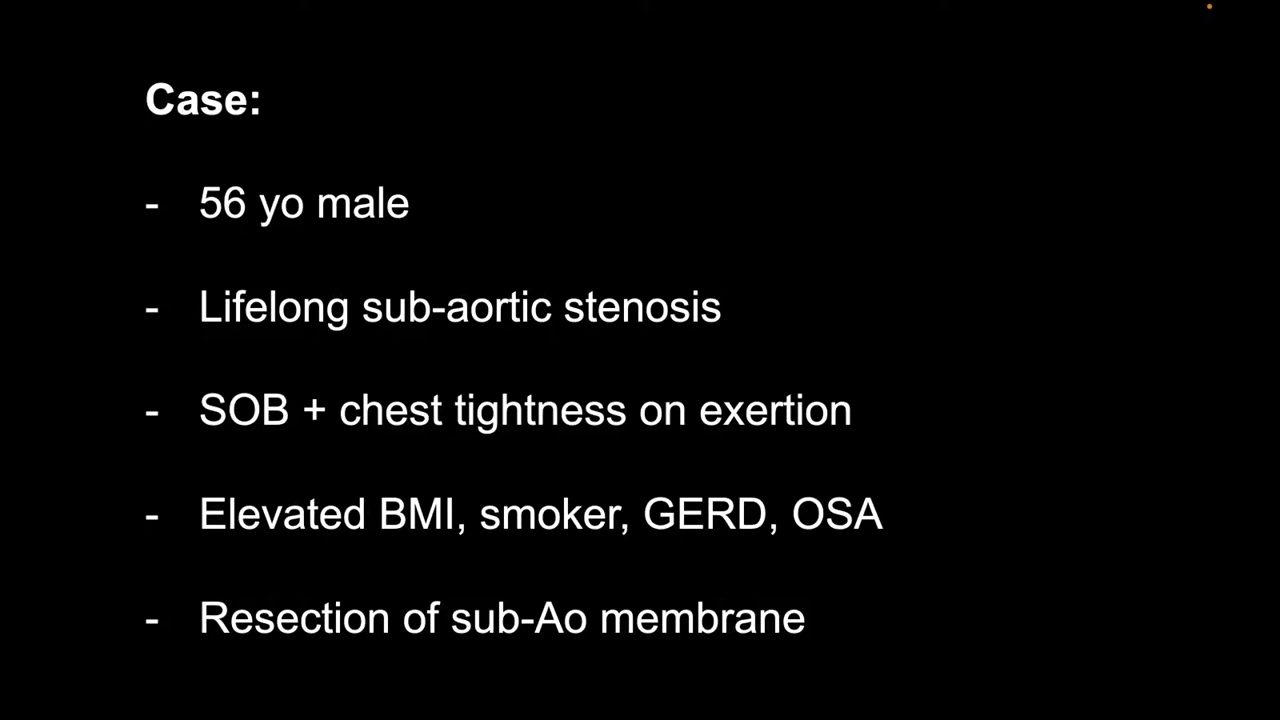 Case:
- 56 yo male
- Lifelong sub-aortic stenosis
- SOB + chest tightness on exertion
- Elevated BMI, smoker, GERD, OSA
- Resection of sub-Ao membrane